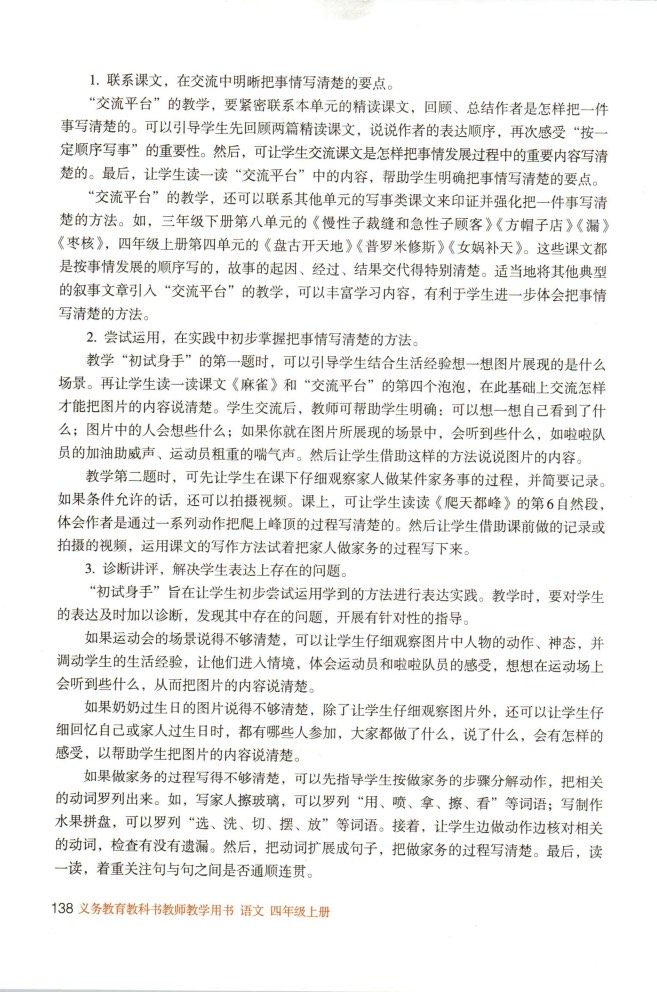 1. 联系课文，在交流中明晰把事情写清楚的要点。
“交流平台”的教学，要紧密联系本单元的精读课文，回顾、总结作者是怎样把一件
事写清楚的。可以引导学生先回顾两篇精读课文，说说作者的表达顺序，再次感受“按一
定顺序写事”的重要性。然后，可让学生交流课文是怎样把事情发展过程中的重要内容写清
楚的。最后，让学生读一读“交流平台”中的内容，帮助学生明确把事情写清楚的要点。
“交流平台”的教学，还可以联系其他单元的写事类课文来印证并强化把一件事写清
楚的方法。如，三年级下册第八单元的《慢性子裁缝和急性子顾客》《方帽子店》《漏》
《枣核》，四年级上册第四单元的《盘古开天地》《普罗米修斯》《女娲补天》。这些课文都
是按事情发展的顺序写的，故事的起因、经过、结果交代得特别清楚。适当地将其他典型
的叙事文章引入“交流平台”的教学，可以丰富学习内容，有利于学生进一步体会把事情
写清楚的方法。
2. 尝试运用，在实践中初步掌握把事情写清楚的方法。
教学“初试身手”的第一题时，可以引导学生结合生活经验想一想图片展现的是什么
场景。再让学生读一读课文《麻雀》和“交流平台”的第四个泡泡，在此基础上交流怎样
才能把图片的内容说清楚。学生交流后，教师可帮助学生明确：可以想一想自己看到了什
么；图片中的人会想些什么；如果你就在图片所展现的场景中，会听到些什么，如啦啦队
员的加油助威声、运动员粗重的喘气声。然后让学生借助这样的方法说说图片的内容。
教学第二题时，可先让学生在课下仔细观察家人做某件家务事的过程，并简要记录。
如果条件允许的话，还可以拍摄视频。课上，可让学生读读《爬天都峰》的第6自然段，
体会作者是通过一系列动作把爬上峰顶的过程写清楚的。然后让学生借助课前做的记录或
拍摄的视频，运用课文的写作方法试着把家人做家务的过程写下来。
3. 诊断讲评，解决学生表达上存在的问题。
“初试身手”旨在让学生初步尝试运用学到的方法进行表达实践。教学时，要对学生
的表达及时加以诊断，发现其中存在的问题，开展有针对性的指导。
如果运动会的场景说得不够清楚，可以让学生仔细观察图片中人物的动作、神态，并
调动学生的生活经验，让他们进入情境，体会运动员和啦啦队员的感受，想想在运动场上
会听到些什么，从而把图片的内容说清楚。
如果奶奶过生日的图片说得不够清楚，除了让学生仔细观察图片外，还可以让学生仔
细回忆自己或家人过生日时，都有哪些人参加，大家都做了什么，说了什么，会有怎样的
感受，以帮助学生把图片的内容说清楚。
如果做家务的过程写得不够清楚，可以先指导学生按做家务的步骤分解动作，把相关
的动词罗列出来。如，写家人擦玻璃，可以罗列“用、喷、拿、擦、看”等词语；写制作
水果拼盘，可以罗列“选、洗、切、摆、放”等词语。接着，让学生边做动作边核对相关
的动词，检查有没有遗漏。然后，把动词扩展成句子，把做家务的过程写清楚。最后，读
一读，着重关注句与句之间是否通顺连贯。
138 义务教育教科书教师教学用书 语文 四年级上册